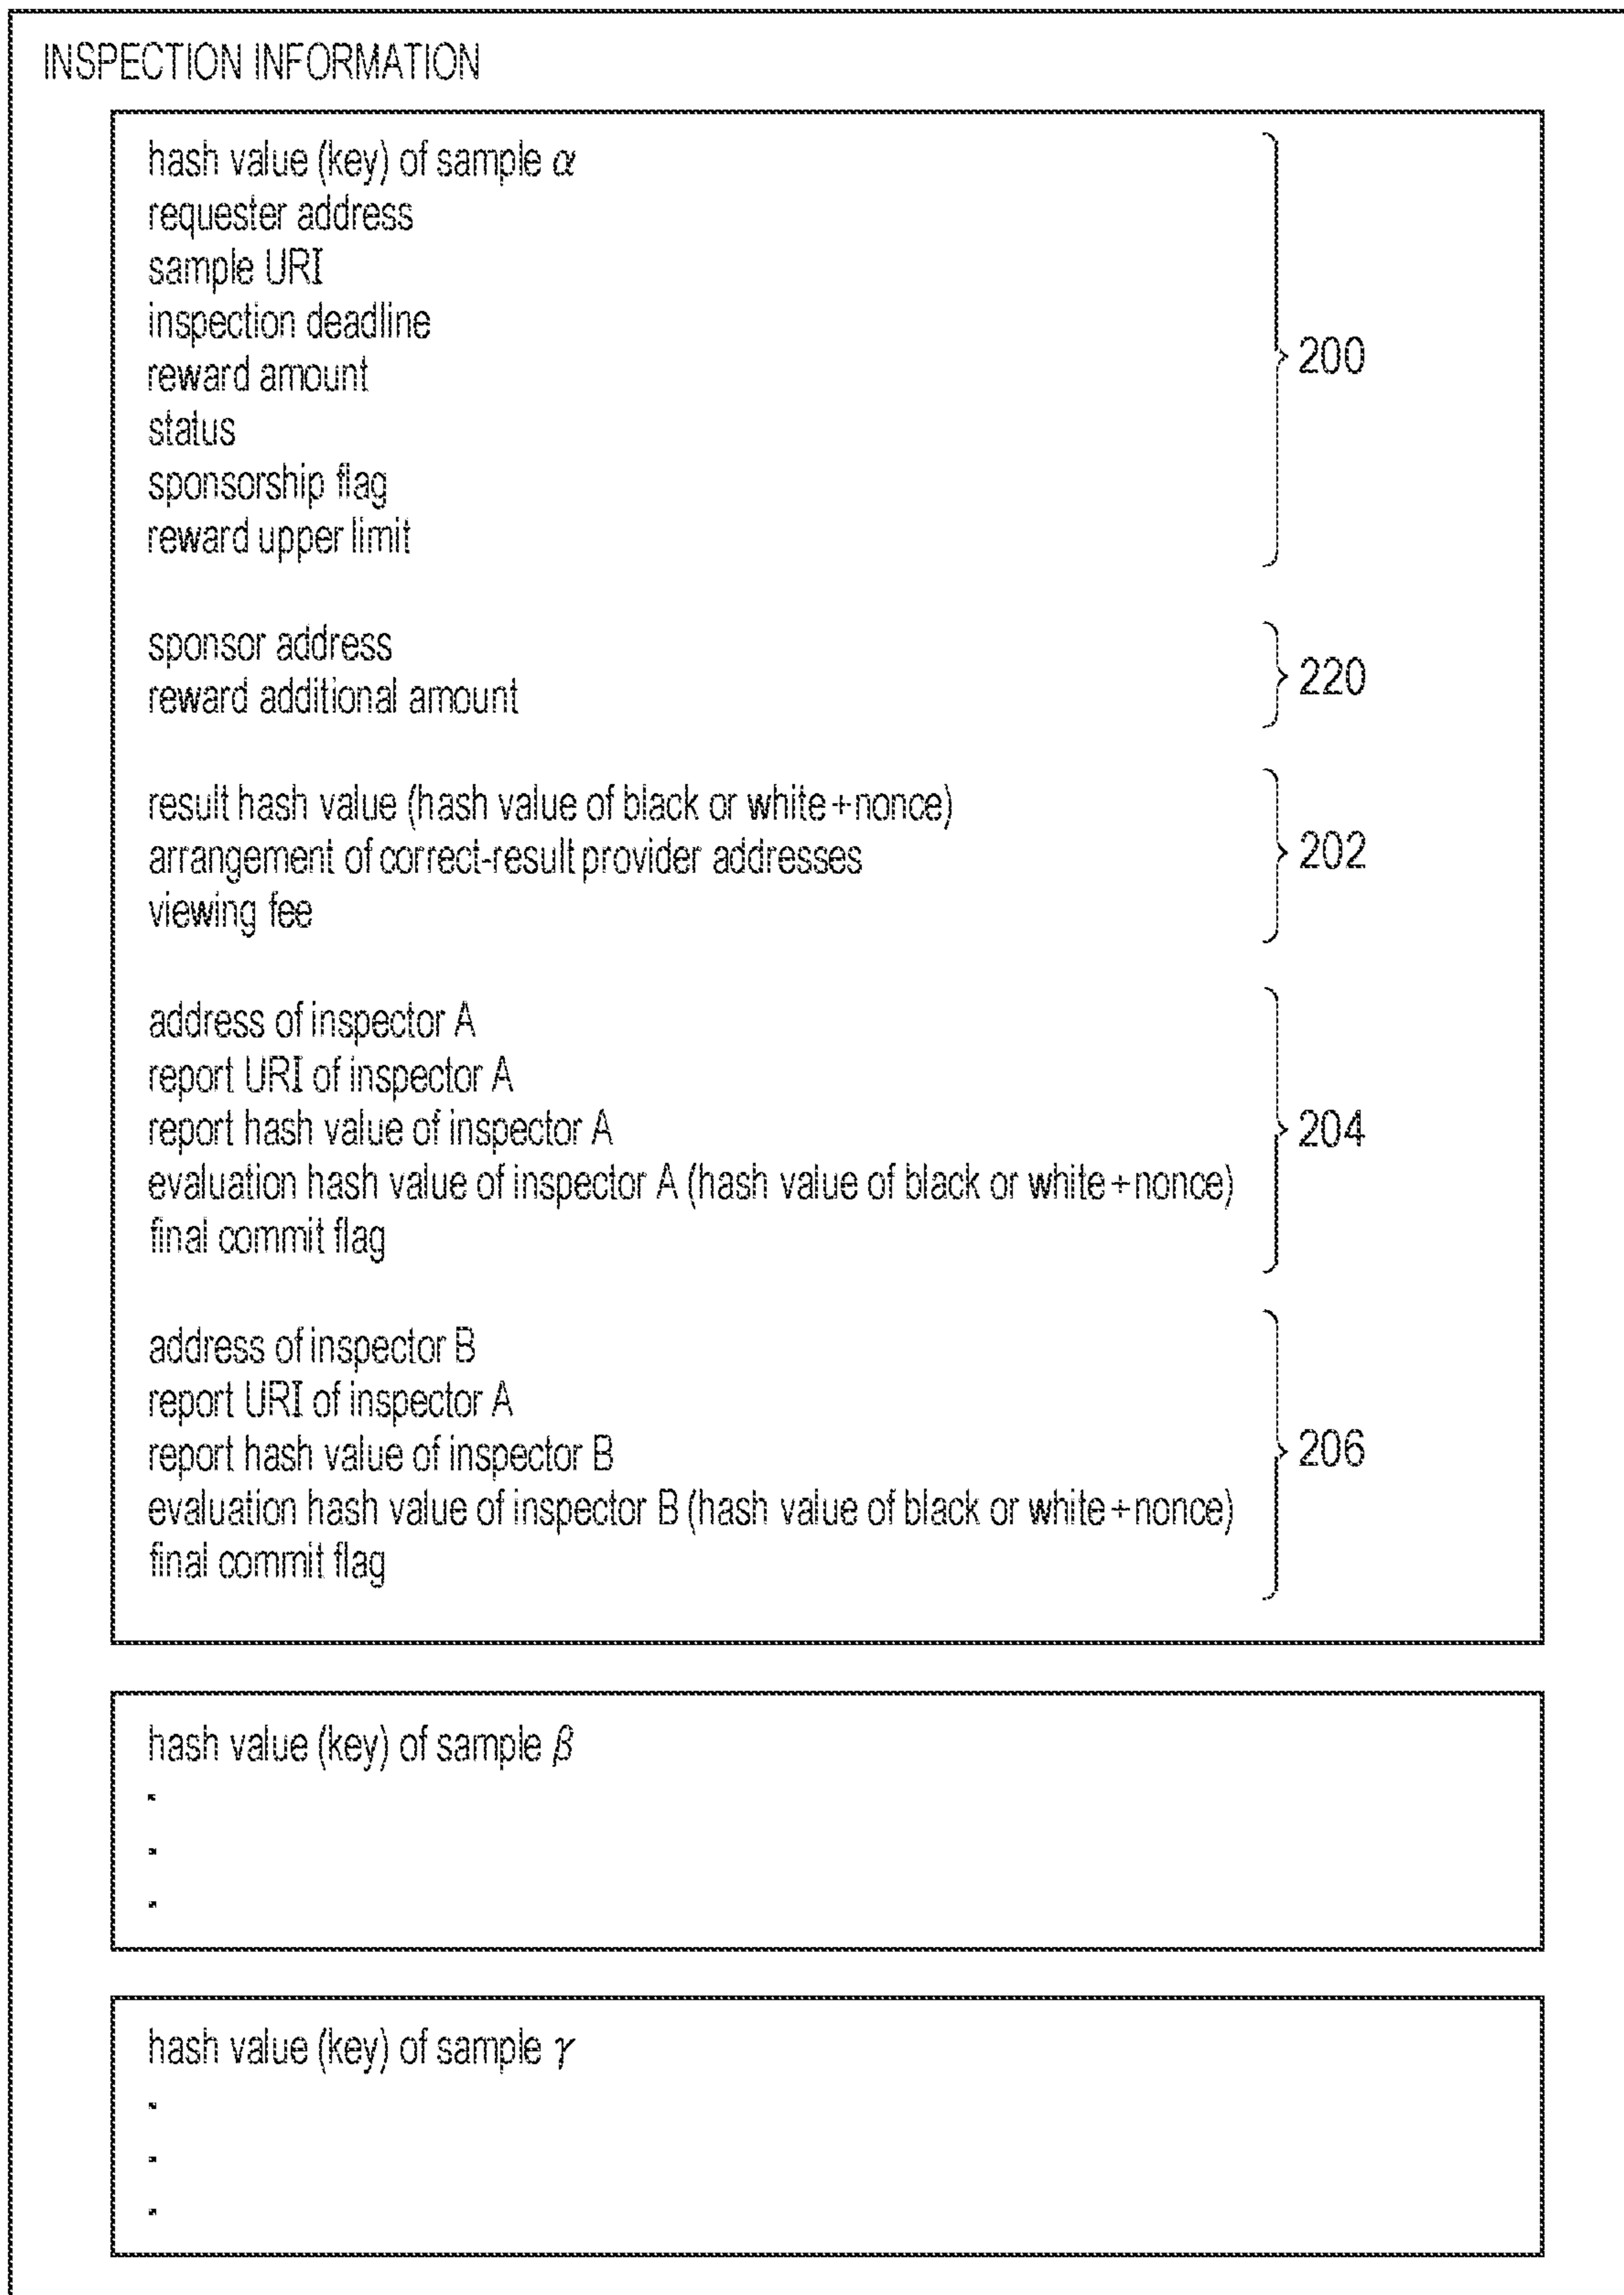 INSPECTION INFORMATION
hash value (key) of sample α
requester address
sample URI
inspection deadline
reward amount
status
sponsorship flag
reward upper limit
200
sponsor address
reward additional amount
220
result hash value (hash value of black or white+nonce)
arrangement of correct-result provider addresses
viewing fee
202
address of inspector A
report URI of inspector A
report hash value of inspector A
evaluation hash value of inspector A (hash value of black or white+nonce)
final commit flag
204
address of inspector B
report URI of inspector A
report hash value of inspector B
evaluation hash value of inspector B (hash value of black or white+nonce)
final commit flag
206
hash value (key) of sample β
.
.
.
hash value (key) of sample γ
.
.
.